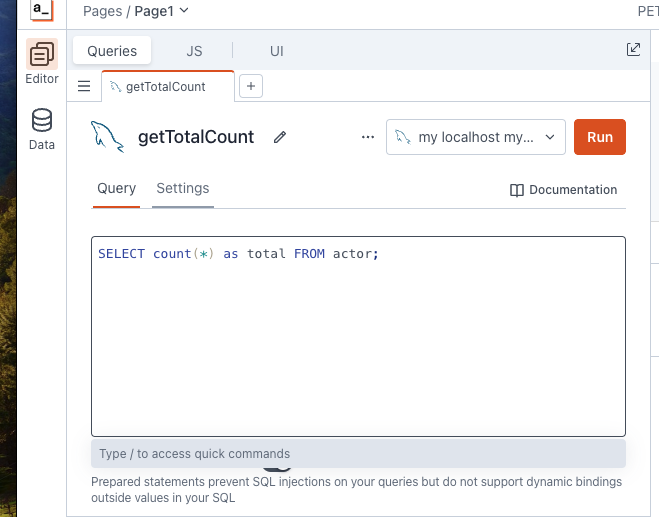 a_
Pages / Page1
PET
Queries JS UI
Editor
getTotalCount
Data
getTotalCount
my localhost my...
Run
Query Settings
Documentation
SELECT count(*) as total FROM actor;
Type / to access quick commands
Prepared statements prevent SQL injections on your queries but do not support dynamic bindings
outside values in your SQL